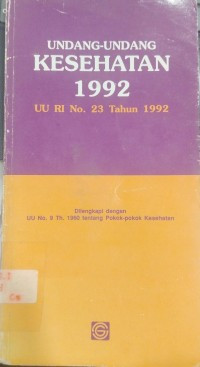 UNDANG-UNDANG
KESEHATAN
1992
UU RI No. 23 Tahun 1992
Dilengkapi dengan
UU No. 9 Th. 1960 tentang Pokok-pokok Kesehatan
CM